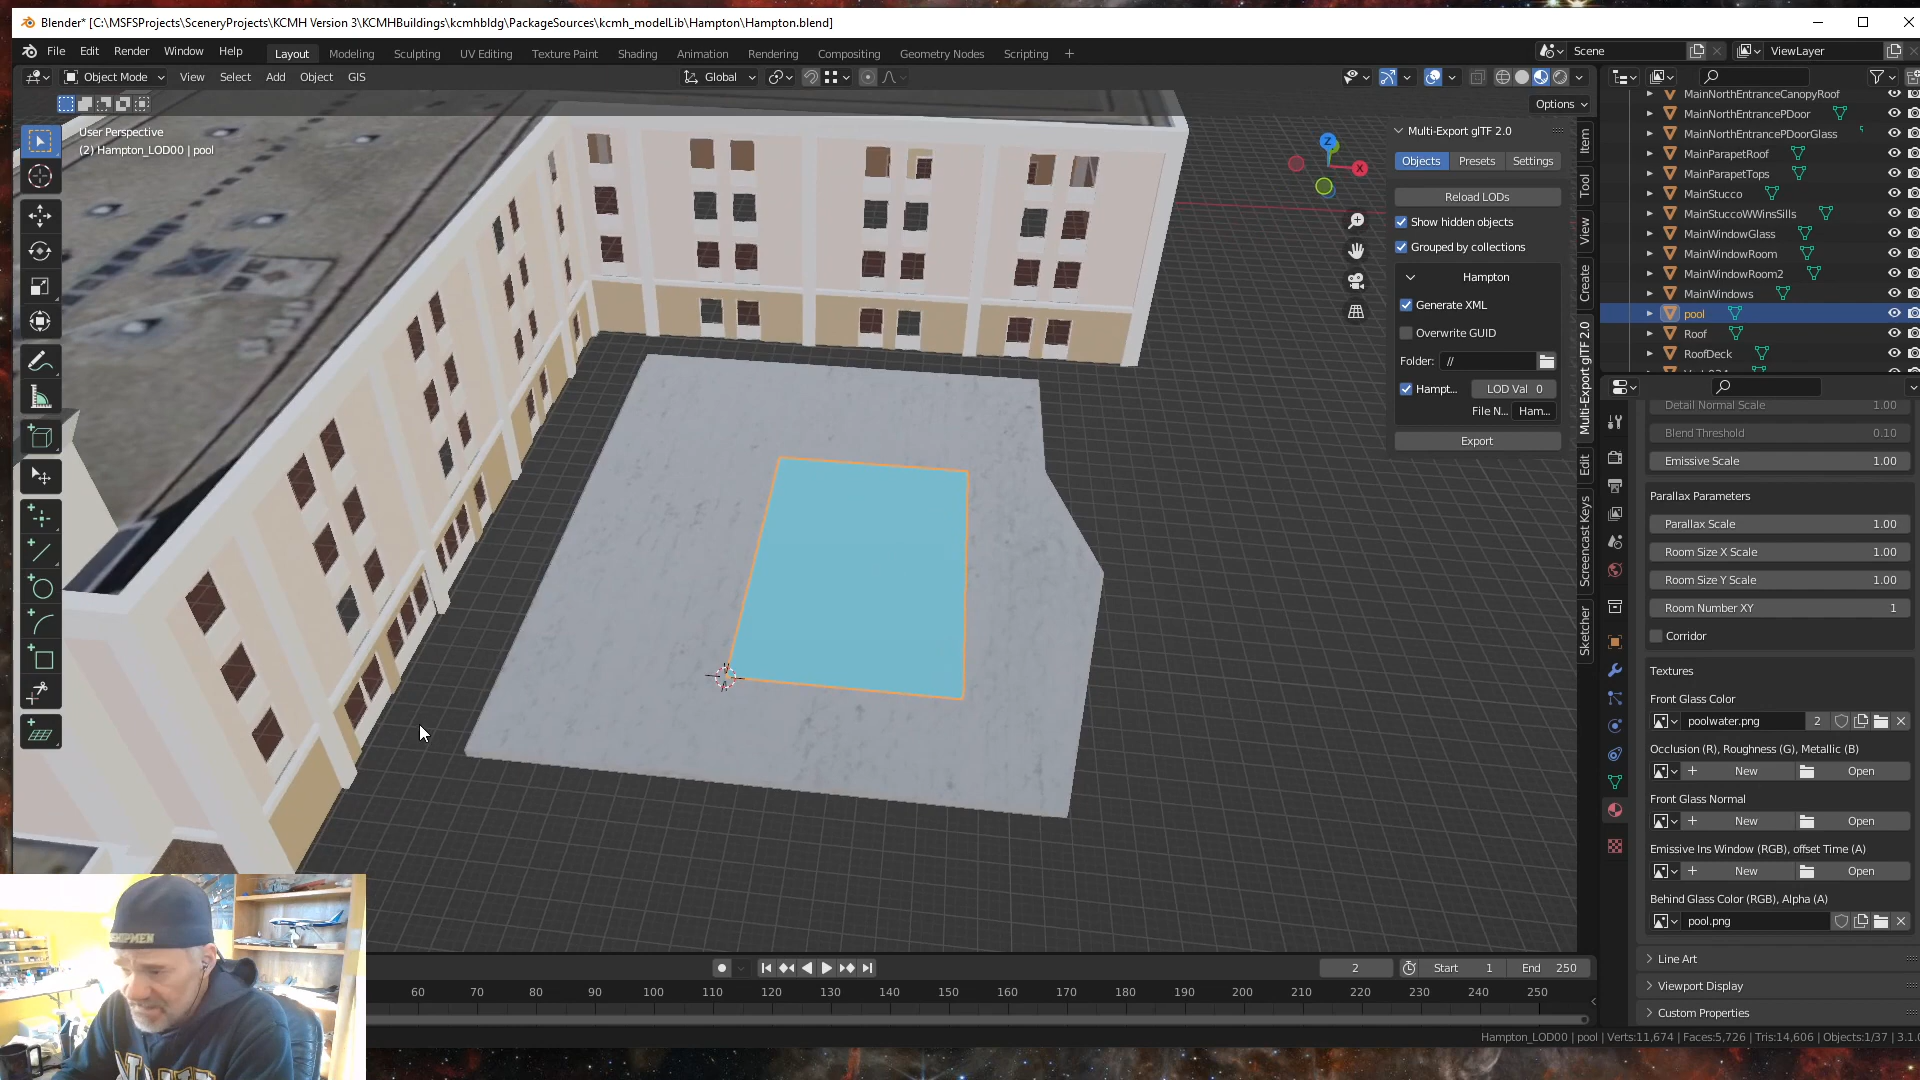 Blender* [C:\MSFSProjects\SceneryProjects\KCMH Version 3\KCMHBuildings\kcmhbldg\PackageSources\kcmh_modelLib\Hampton\Hampton.blend]
File Edit Render Window Help Layout Modeling Sculpting UV Editing Texture Paint Shading Animation Rendering Compositing Geometry Nodes Scripting + Scene ViewLayer
Object Mode View Select Add Object GIS Global
Options
User Perspective
(2) Hampton_LOD00 | pool
Z
X
Multi-Export glTF 2.0
Objects Presets Settings
Reload LODs
Show hidden objects
Grouped by collections
Hampton
Generate XML
Overwrite GUID
Folder: //
Hampt... LOD Val 0
File N... Ham...
Export
Item
Tool
View
Create
Multi-Export glTF 2.0
Edit
Screencast Keys
Sketcher
MainNorthEntranceCanopyRoof
MainNorthEntrancePDoor
MainNorthEntrancePDoorGlass
MainParapetRoof
MainParapetTops
MainStucco
MainStuccoWWinsSills
MainWindowGlass
MainWindowRoom
MainWindowRoom2
MainWindows
pool
Roof
RoofDeck
Detail Normal Scale 1.00
Blend Threshold 0.10
Emissive Scale 1.00
Parallax Parameters
Parallax Scale 1.00
Room Size X Scale 1.00
Room Size Y Scale 1.00
Room Number XY 1
Corridor
Textures
Front Glass Color
poolwater.png 2
Occlusion (R), Roughness (G), Metallic (B)
New Open
Front Glass Normal
New Open
Emissive Ins Window (RGB), offset Time (A)
New Open
Behind Glass Color (RGB), Alpha (A)
pool.png
Line Art
Viewport Display
Custom Properties
2 Start 1 End 250
60 70 80 90 100 110 120 130 140 150 160 170 180 190 200 210 220 230 240 250
Hampton_LOD00 | pool | Verts:11,674 | Faces:5,726 | Tris:14,606 | Objects:1/37 | 3.1.0